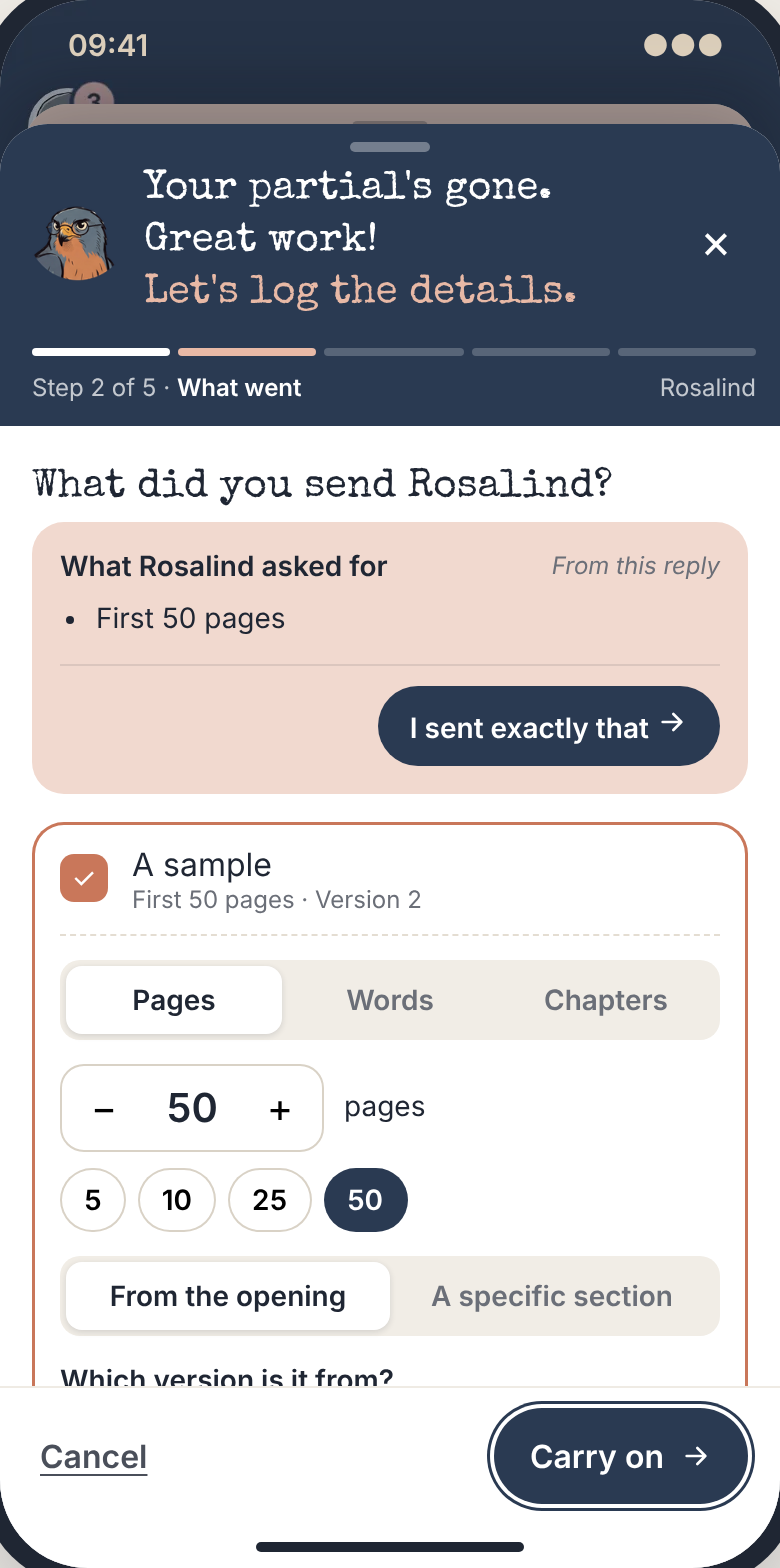 09:41
3
Your partial's gone.
Great work!
Let's log the details.
Step 2 of 5 · What went
Rosalind
What did you send Rosalind?
What Rosalind asked for
From this reply
• First 50 pages
I sent exactly that →
A sample
First 50 pages · Version 2
Pages Words Chapters
− 50 + pages
5 10 25 50
From the opening A specific section
Which version is it from?
Cancel Carry on →